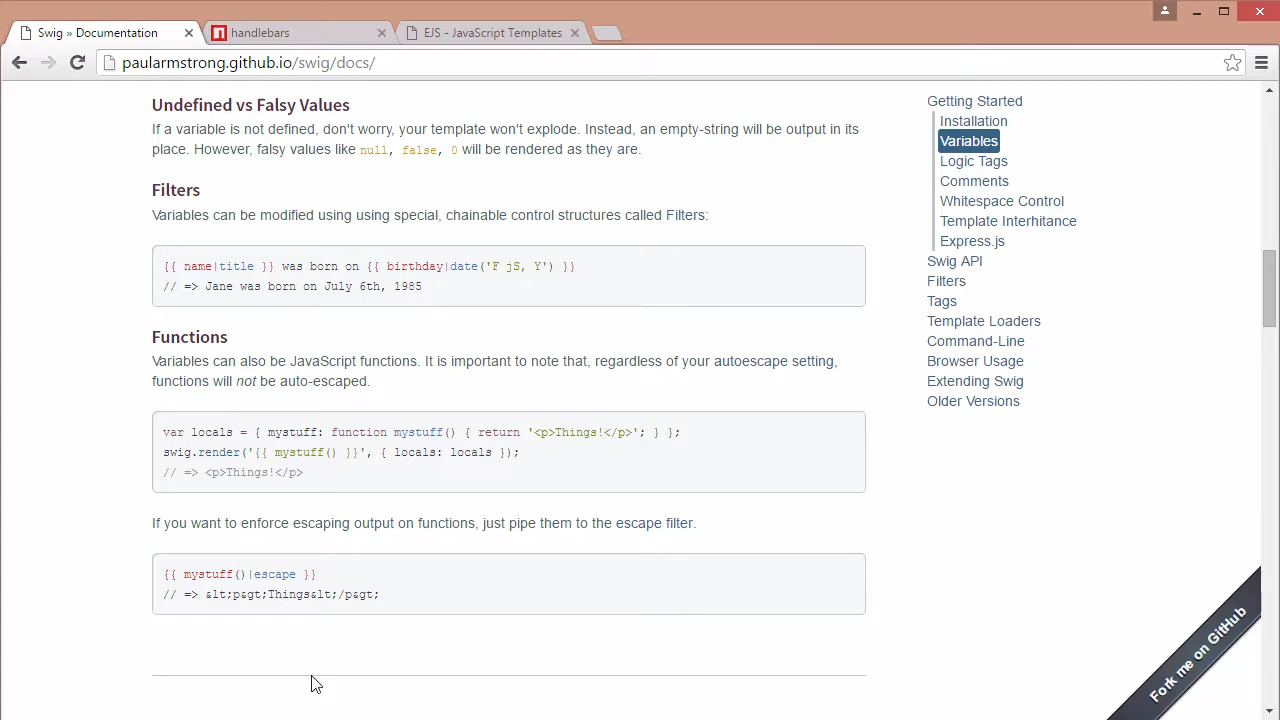 Swig » Documentation
handlebars
EJS - JavaScript Templates
paularmstrong.github.io/swig/docs/
Undefined vs Falsy Values
If a variable is not defined, don't worry, your template won't explode. Instead, an empty-string will be output in its
place. However, falsy values like null, false, 0 will be rendered as they are.
Filters
Variables can be modified using using special, chainable control structures called Filters:
{{ name|title }} was born on {{ birthday|date('F jS, Y') }}
// => Jane was born on July 6th, 1985
Functions
Variables can also be JavaScript functions. It is important to note that, regardless of your autoescape setting,
functions will not be auto-escaped.
var locals = { mystuff: function mystuff() { return '<p>Things!</p>'; } };
swig.render('{{ mystuff() }}', { locals: locals });
// => <p>Things!</p>
If you want to enforce escaping output on functions, just pipe them to the escape filter.
{{ mystuff()|escape }}
// => &lt;p&gt;Things&lt;/p&gt;
Getting Started
Installation
Variables
Logic Tags
Comments
Whitespace Control
Template Interhitance
Express.js
Swig API
Filters
Tags
Template Loaders
Command-Line
Browser Usage
Extending Swig
Older Versions
Fork me on GitHub